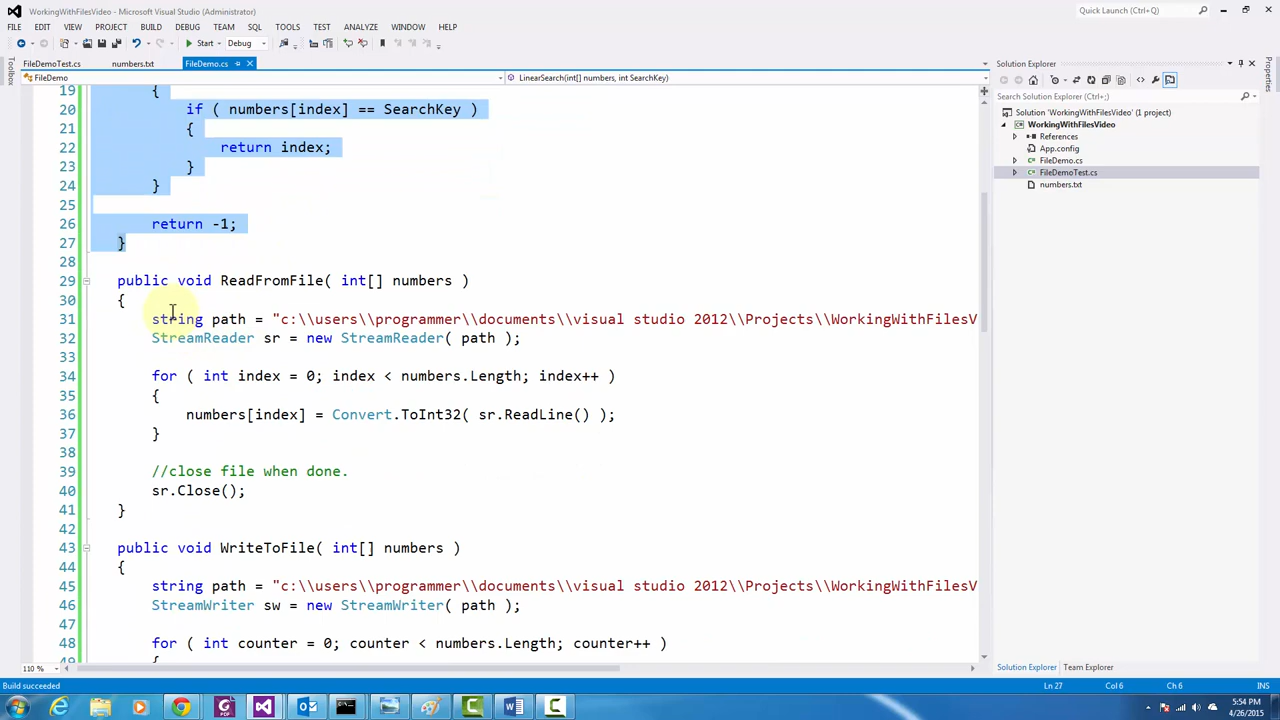 WorkingWithFilesVideo - Microsoft Visual Studio (Administrator)
Quick Launch (Ctrl+Q)
FILE EDIT VIEW PROJECT BUILD DEBUG TEAM SQL TOOLS TEST ANALYZE WINDOW HELP
Start Debug
Toolbox
FileDemoTest.cs numbers.txt FileDemo.cs
FileDemo LinearSearch(int[] numbers, int SearchKey)
19 {
20 if ( numbers[index] == SearchKey )
21 {
22 return index;
23 }
24 }
25
26 return -1;
27 }
28
29 public void ReadFromFile( int[] numbers )
30 {
31 string path = "c:\\users\\programmer\\documents\\visual studio 2012\\Projects\\WorkingWithFilesV
32 StreamReader sr = new StreamReader( path );
33
34 for ( int index = 0; index < numbers.Length; index++ )
35 {
36 numbers[index] = Convert.ToInt32( sr.ReadLine() );
37 }
38
39 //close file when done.
40 sr.Close();
41 }
42
43 public void WriteToFile( int[] numbers )
44 {
45 string path = "c:\\users\\programmer\\documents\\visual studio 2012\\Projects\\WorkingWithFilesV
46 StreamWriter sw = new StreamWriter( path );
47
48 for ( int counter = 0; counter < numbers.Length; counter++ )
49 {
110 %
Solution Explorer
Search Solution Explorer (Ctrl+;)
Solution 'WorkingWithFilesVideo' (1 project)
WorkingWithFilesVideo
References
App.config
FileDemo.cs
FileDemoTest.cs
numbers.txt
Solution Explorer Team Explorer
Properties
Build succeeded Ln 27 Col 6 Ch 6 INS
5:54 PM
4/26/2015